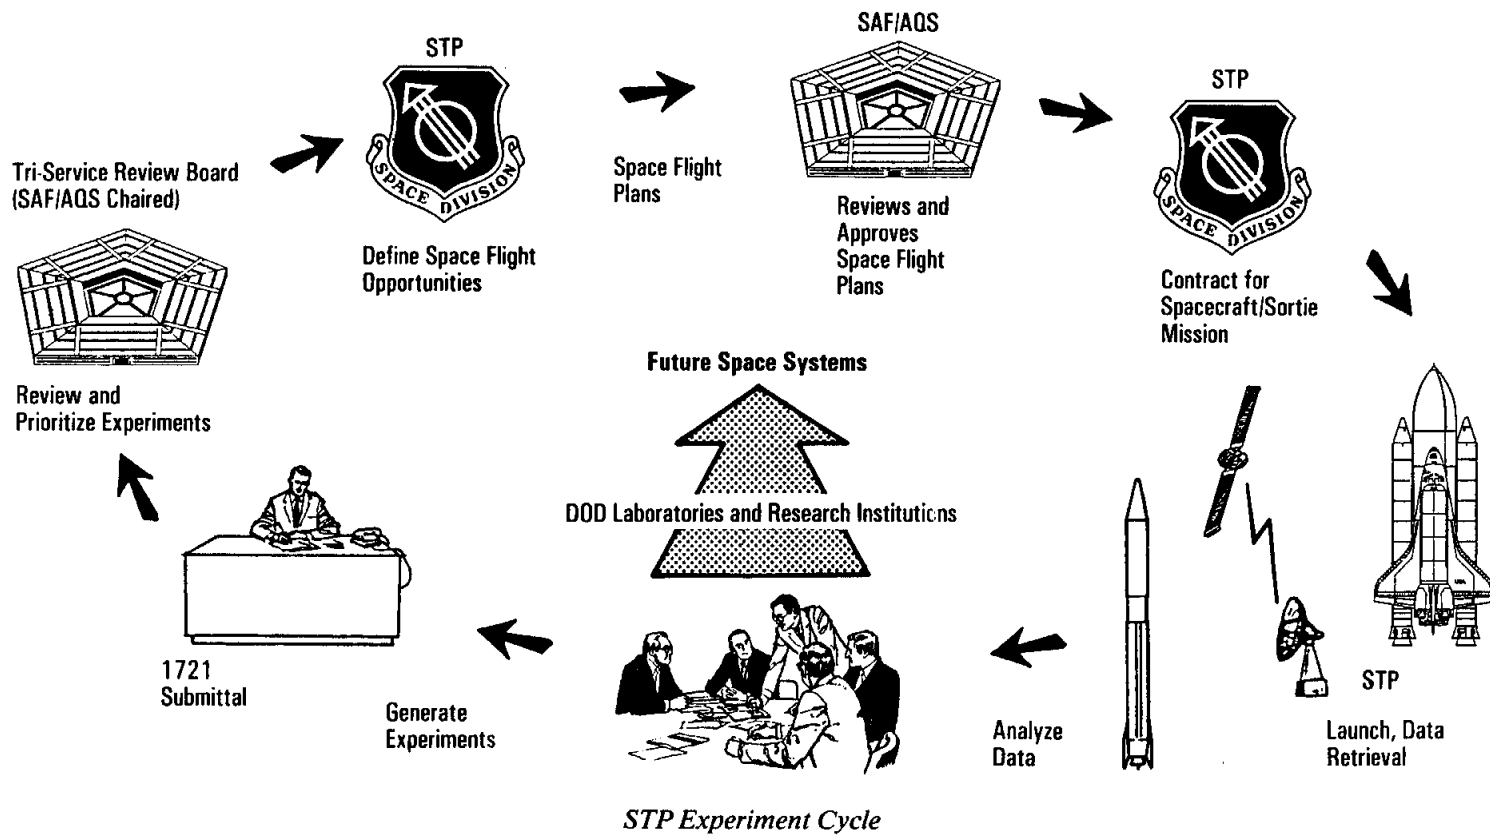 SAF/AQS
STP
STP
Tri-Service Review Board
(SAF/AQS Chaired)
SPACE DIVISION
Space Flight
Plans
SPACE DIVISION
Reviews and
Approves
Space Flight
Plans
Define Space Flight
Opportunities
Contract for
Spacecraft/Sortie
Mission
Review and
Prioritize Experiments
Future Space Systems
DOD Laboratories and Research Institutions
USA
1721
Submittal
Generate
Experiments
Analyze
Data
STP
Launch, Data
Retrieval
STP Experiment Cycle